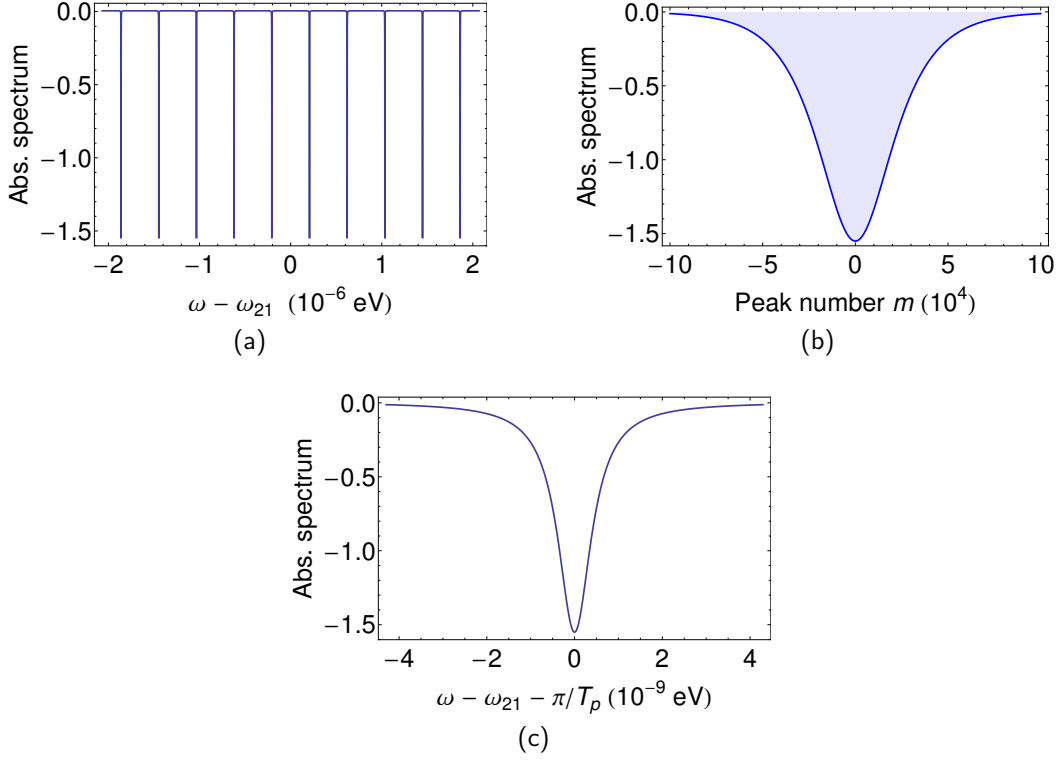 0.0
−0.5
−1.0
−1.5
Abs. spectrum
−2 −1 0 1 2
ω − ω21 (10−6 eV)
(a)
0.0
−0.5
−1.0
−1.5
Abs. spectrum
−10 −5 0 5 10
Peak number m (104)
(b)
0.0
−0.5
−1.0
−1.5
Abs. spectrum
−4 −2 0 2 4
ω − ω21 − π/Tp (10−9 eV)
(c)